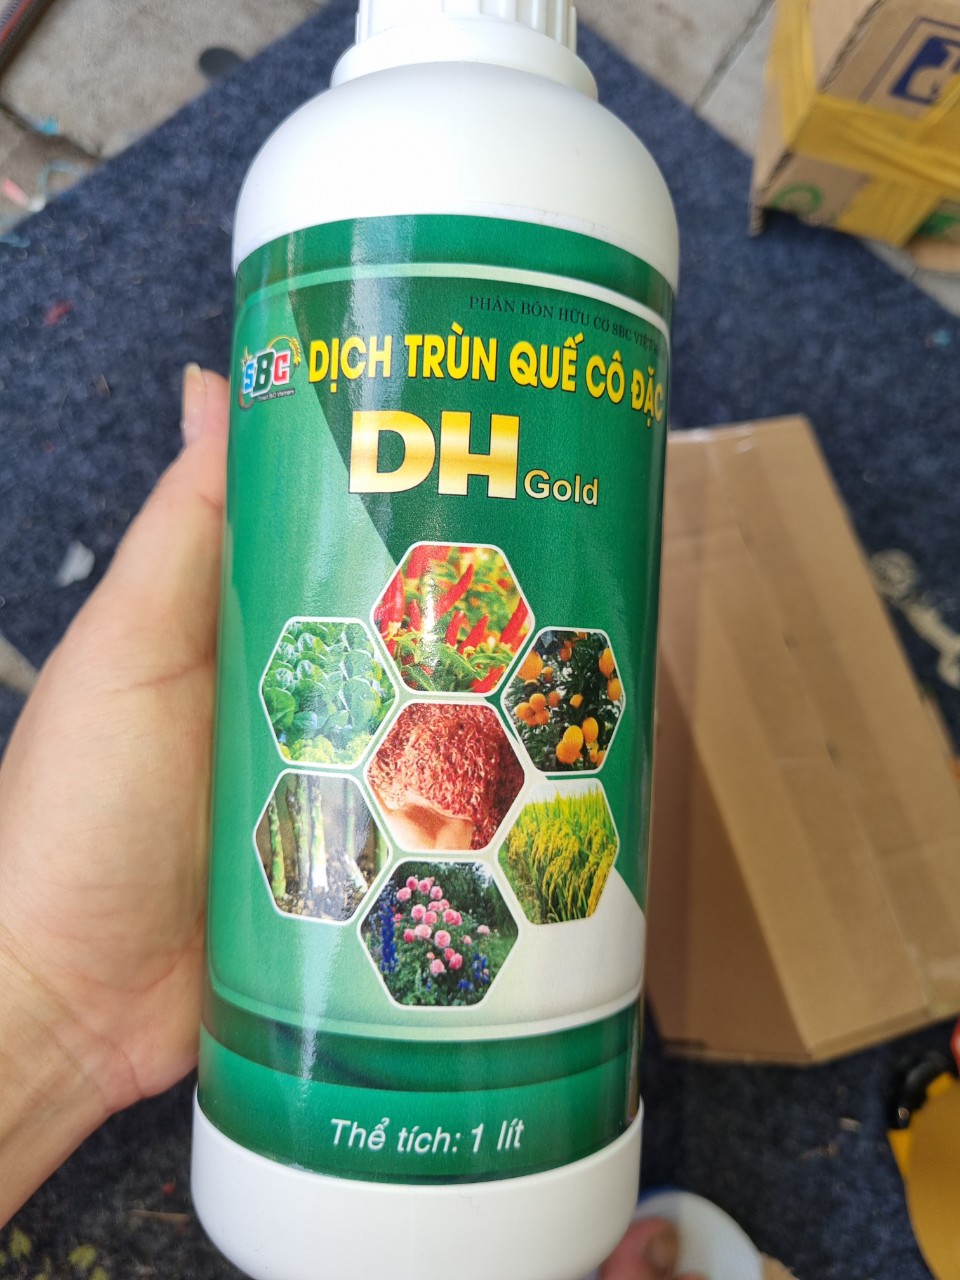 PHÂN BÓN HỮU CƠ SBC VIỆT
SBC
DỊCH TRÙN QUẾ CÔ ĐẶC
DH Gold
Thể tích: 1 lít